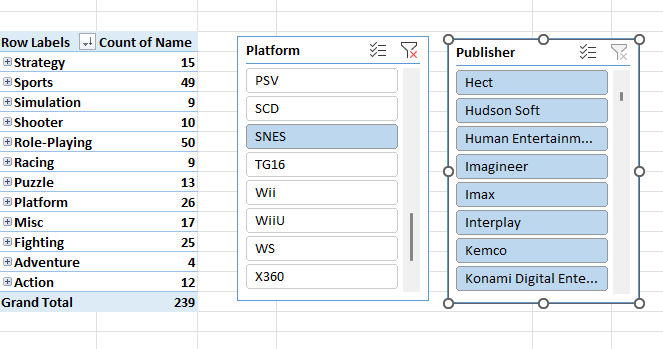 Row Labels Count of Name
Strategy 15
Sports 49
Simulation 9
Shooter 10
Role-Playing 50
Racing 9
Puzzle 13
Platform 26
Misc 17
Fighting 25
Adventure 4
Action 12
Grand Total 239
Platform
PSV
SCD
SNES
TG16
Wii
WiiU
WS
X360
Publisher
Hect
Hudson Soft
Human Entertainm...
Imagineer
Imax
Interplay
Kemco
Konami Digital Ente...